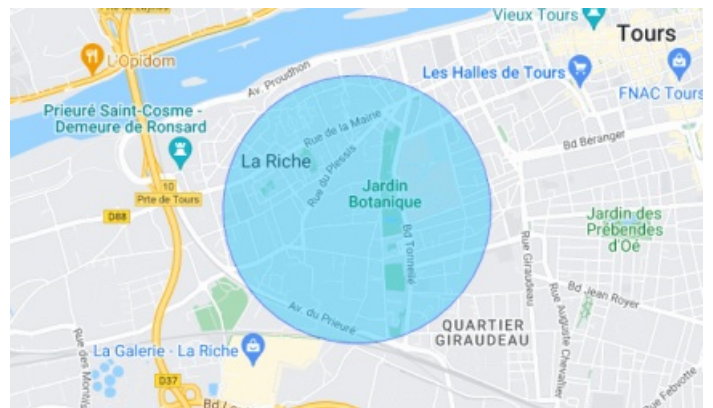 Vieux Tours
Tours
L'Opidom
Av. Proudhon
Les Halles de Tours
FNAC Tours
Prieuré Saint-Cosme -
Demeure de Ronsard
Rue de la Mairie
Bd Béranger
La Riche
Rue du Plessis
10
Prte de Tours
Jardin
Botanique
D88
Bd Tonnellé
Jardin des
Prébendes
d'Oé
Rue Giraudeau
Bd Jean Royer
Av. du Prieuré
Rue Auguste Chevallier
QUARTIER
GIRAUDEAU
La Galerie - La Riche
D37
Rue Febvotte